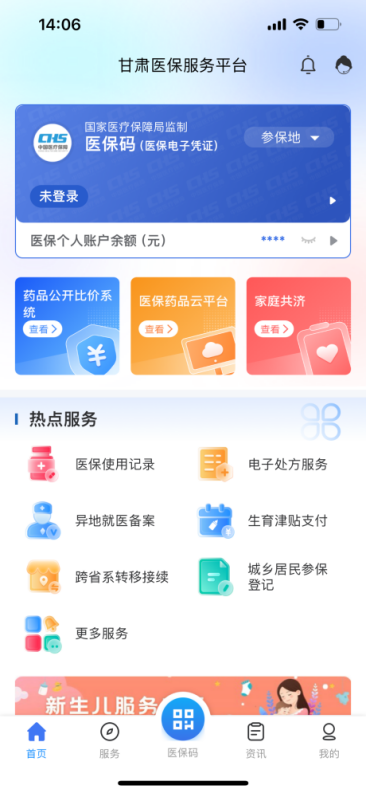 14:06
甘肃医保服务平台
国家医疗保障局监制
CHS
中国医疗保障
医保码(医保电子凭证)
参保地
未登录
医保个人账户余额（元）
****
药品公开比价系
统
查看
医保药品云平台
查看
家庭共济
查看
热点服务
医保使用记录
电子处方服务
异地就医备案
生育津贴支付
跨省系转移接续
城乡居民参保
登记
更多服务
新生儿服务
首页
服务
医保码
资讯
我的